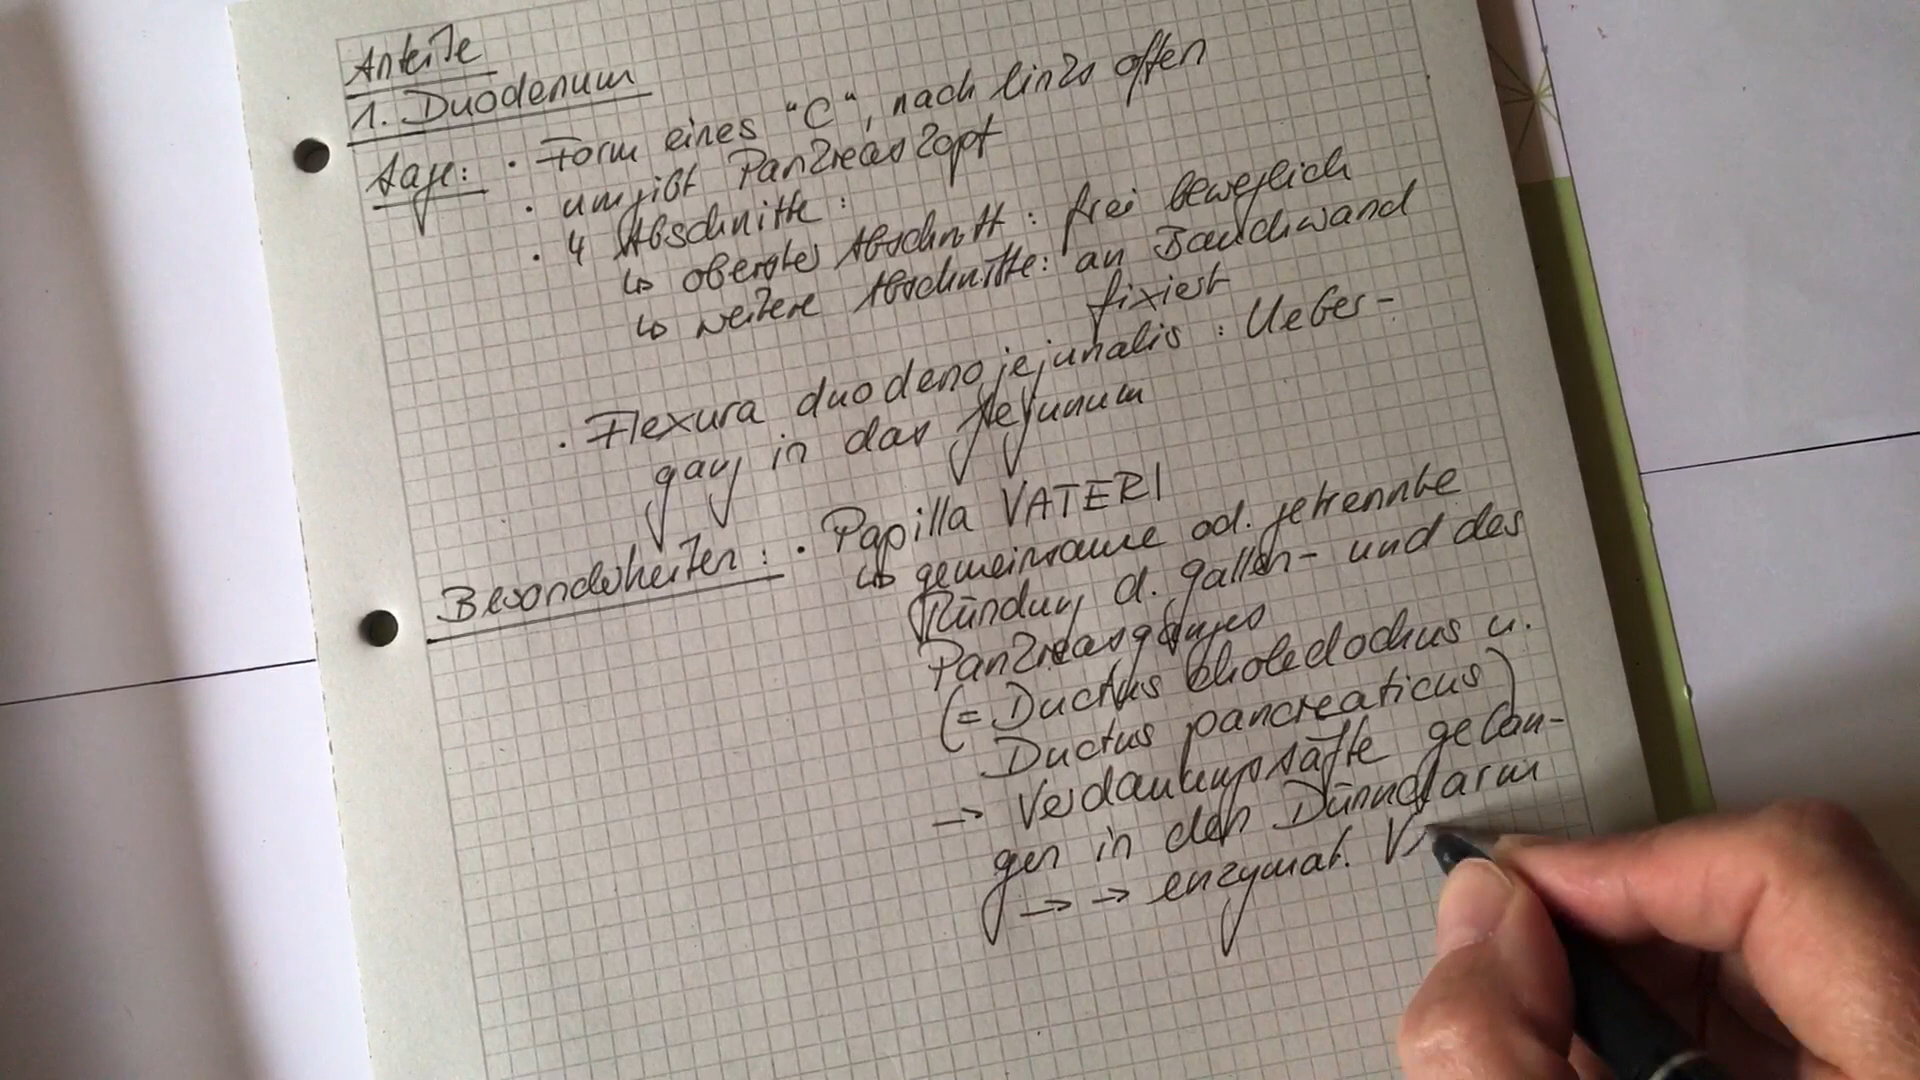 Anteile
1. Duodenum
Lage: · Form eines "C", nach links offen
· umgibt Pankreaskopf
· 4 Abschnitte:
↳ oberster Abschnitt: frei beweglich
↳ weitere Abschnitte: an Bauchwand
fixiert
· Flexura duodenojejunalis: Ueber-
gang in das Jejunum
Besonderheiten: · Papilla VATERI
↳ gemeinsame od. getrennte
Mündung d. Gallen- und des
Pankreasganges
(= Ductus choledochus u.
Ductus pancreaticus)
→ Verdauungssäfte gelan-
gen in den Dünndarm
→ → enzymat. V